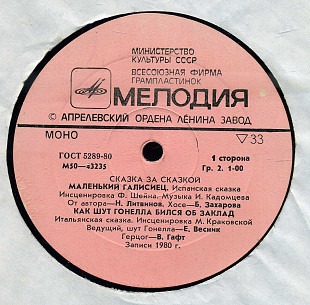 МИНИСТЕРСТВО
КУЛЬТУРЫ СССР
ВСЕСОЮЗНАЯ ФИРМА
ГРАМПЛАСТИНОК
МЕЛОДИЯ
© АПРЕЛЕВСКИЙ ОРДЕНА ЛЕНИНА ЗАВОД
МОНО ▽33
ГОСТ 5289-80 1 сторона
М50—43235 Гр. 2. 1-00
СКАЗКА ЗА СКАЗКОЙ
МАЛЕНЬКИЙ ГАЛИСИЕЦ, Испанская сказка
Инсценировка Ф. Шейна. Музыка И. Кадомцева
От автора — Н. Литвинов, Хосе — Б. Захарова
КАК ШУТ ГОНЕЛЛА БИЛСЯ ОБ ЗАКЛАД
Итальянская сказка. Инсценировка М. Краковской
Ведущий, шут Гонелла — Е. Весник
Герцог — В. Гафт
Записи 1980 г.